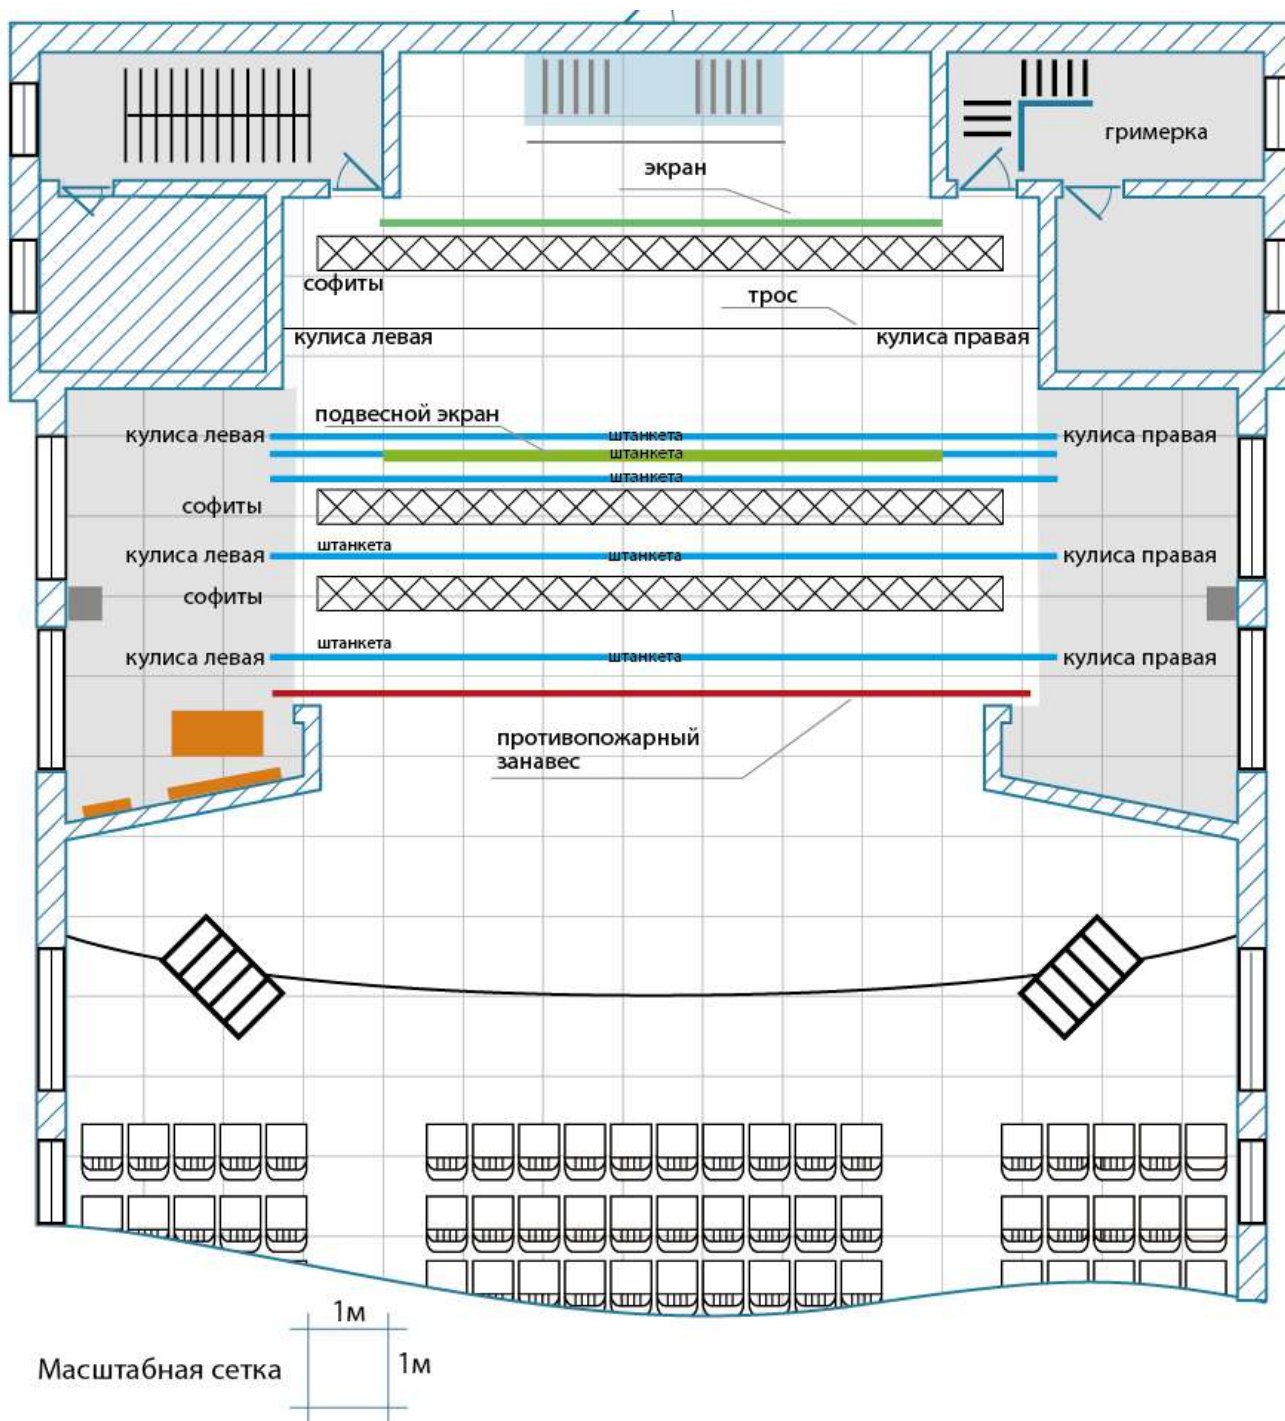 гримерка
экран
софиты
трос
кулиса левая
кулиса правая
подвесной экран
кулиса левая
штанкета
кулиса правая
штанкета
штанкета
софиты
штанкета
кулиса левая
штанкета
кулиса правая
софиты
штанкета
кулиса левая
штанкета
кулиса правая
противопожарный
занавес
1м
Масштабная сетка
1м